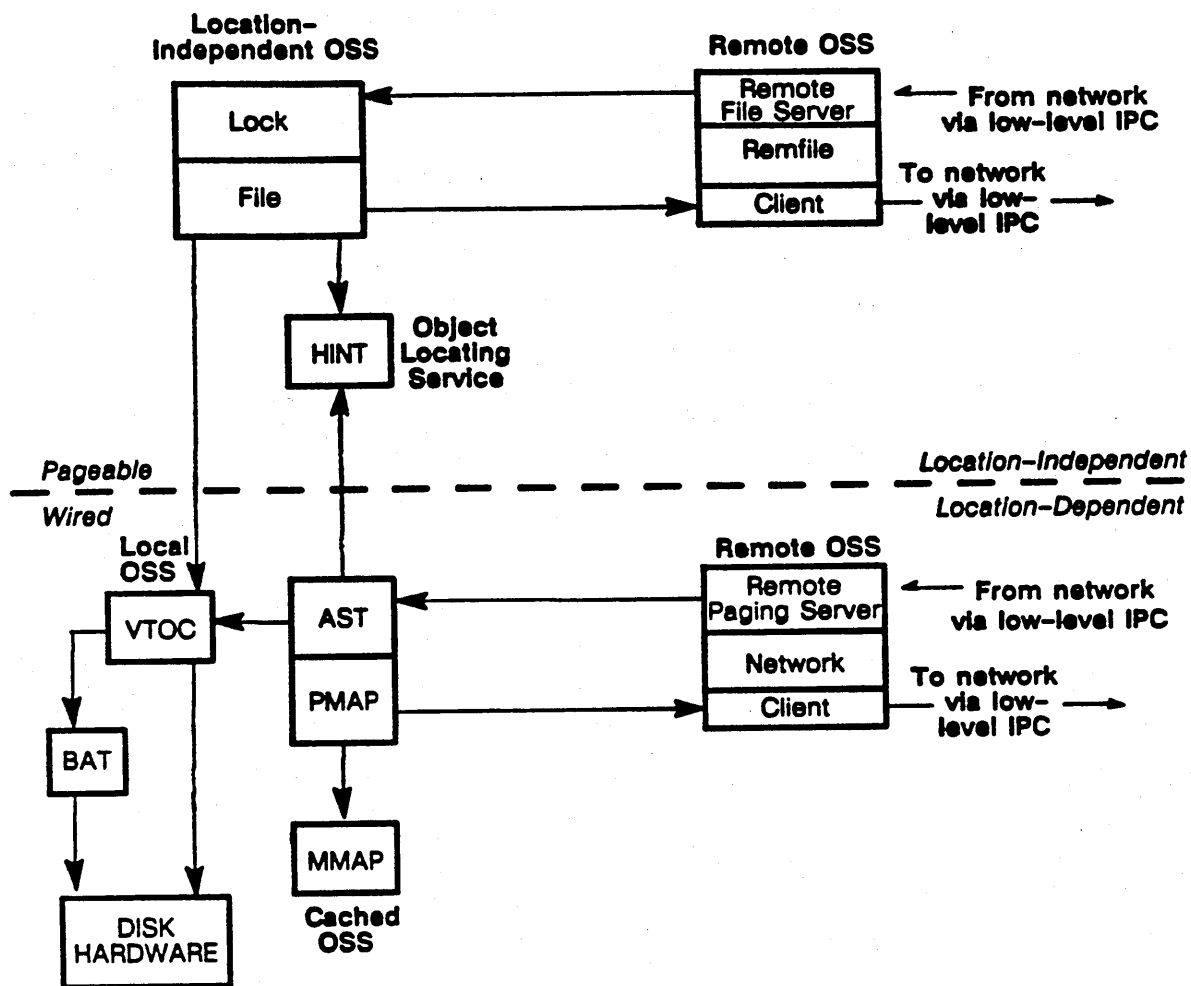 Location-
Independent OSS
Lock
File
Remote OSS
Remote
File Server
Remfile
Client
From network
via low-level IPC
To network
via low-
level IPC
HINT
Object
Locating
Service
Pageable
Location-Independent
Wired
Location-Dependent
Local
OSS
VTOC
AST
PMAP
Remote OSS
Remote
Paging Server
Network
Client
From network
via low-level IPC
To network
via low-
level IPC
BAT
MMAP
Cached
OSS
DISK
HARDWARE